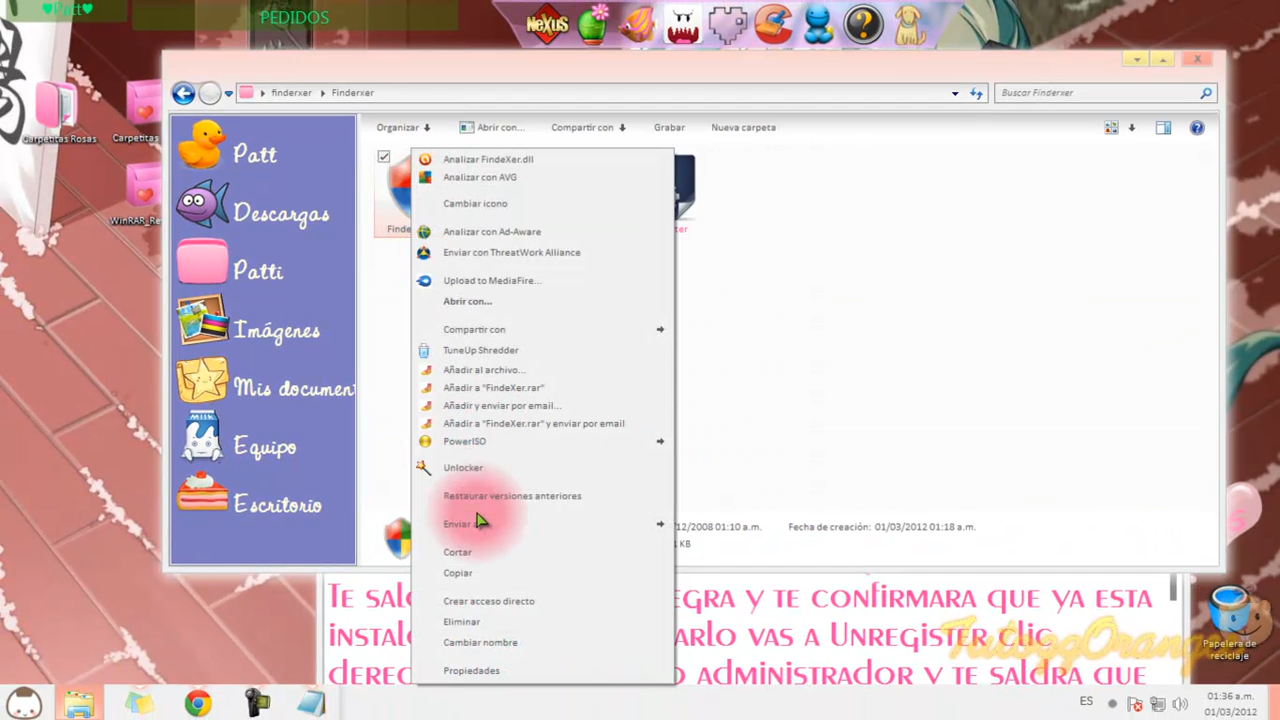 ♥Patt♥
PEDIDOS
NeXuS
finderxer
Finderxer
Buscar Finderxer
Organizar
Abrir con...
Compartir con
Grabar
Nueva carpeta
Carpetitas Rosas
Carpetitas
WinRAR_Re
Patt
Descargas
Patti
Imágenes
Mis documen
Equipo
Escritorio
Finde
ter
Analizar FindeXer.dll
Analizar con AVG
Cambiar icono
Analizar con Ad-Aware
Enviar con ThreatWork Alliance
Upload to MediaFire...
Abrir con...
Compartir con
TuneUp Shredder
Añadir al archivo...
Añadir a "FindeXer.rar"
Añadir y enviar por email...
Añadir a "FindeXer.rar" y enviar por email
PowerISO
Unlocker
Restaurar versiones anteriores
Enviar a
Cortar
Copiar
Crear acceso directo
Eliminar
Cambiar nombre
Propiedades
/12/2008 01:10 a.m.
Fecha de creación: 01/03/2012 01:18 a.m.
KB
MILK
Te sal
egra y te confirmara que ya esta
instal
arlo vas a Unregister clic
derec
o administrador y te saldra que
Papelera de
reciclaje
ES
01:36 a.m.
01/03/2012